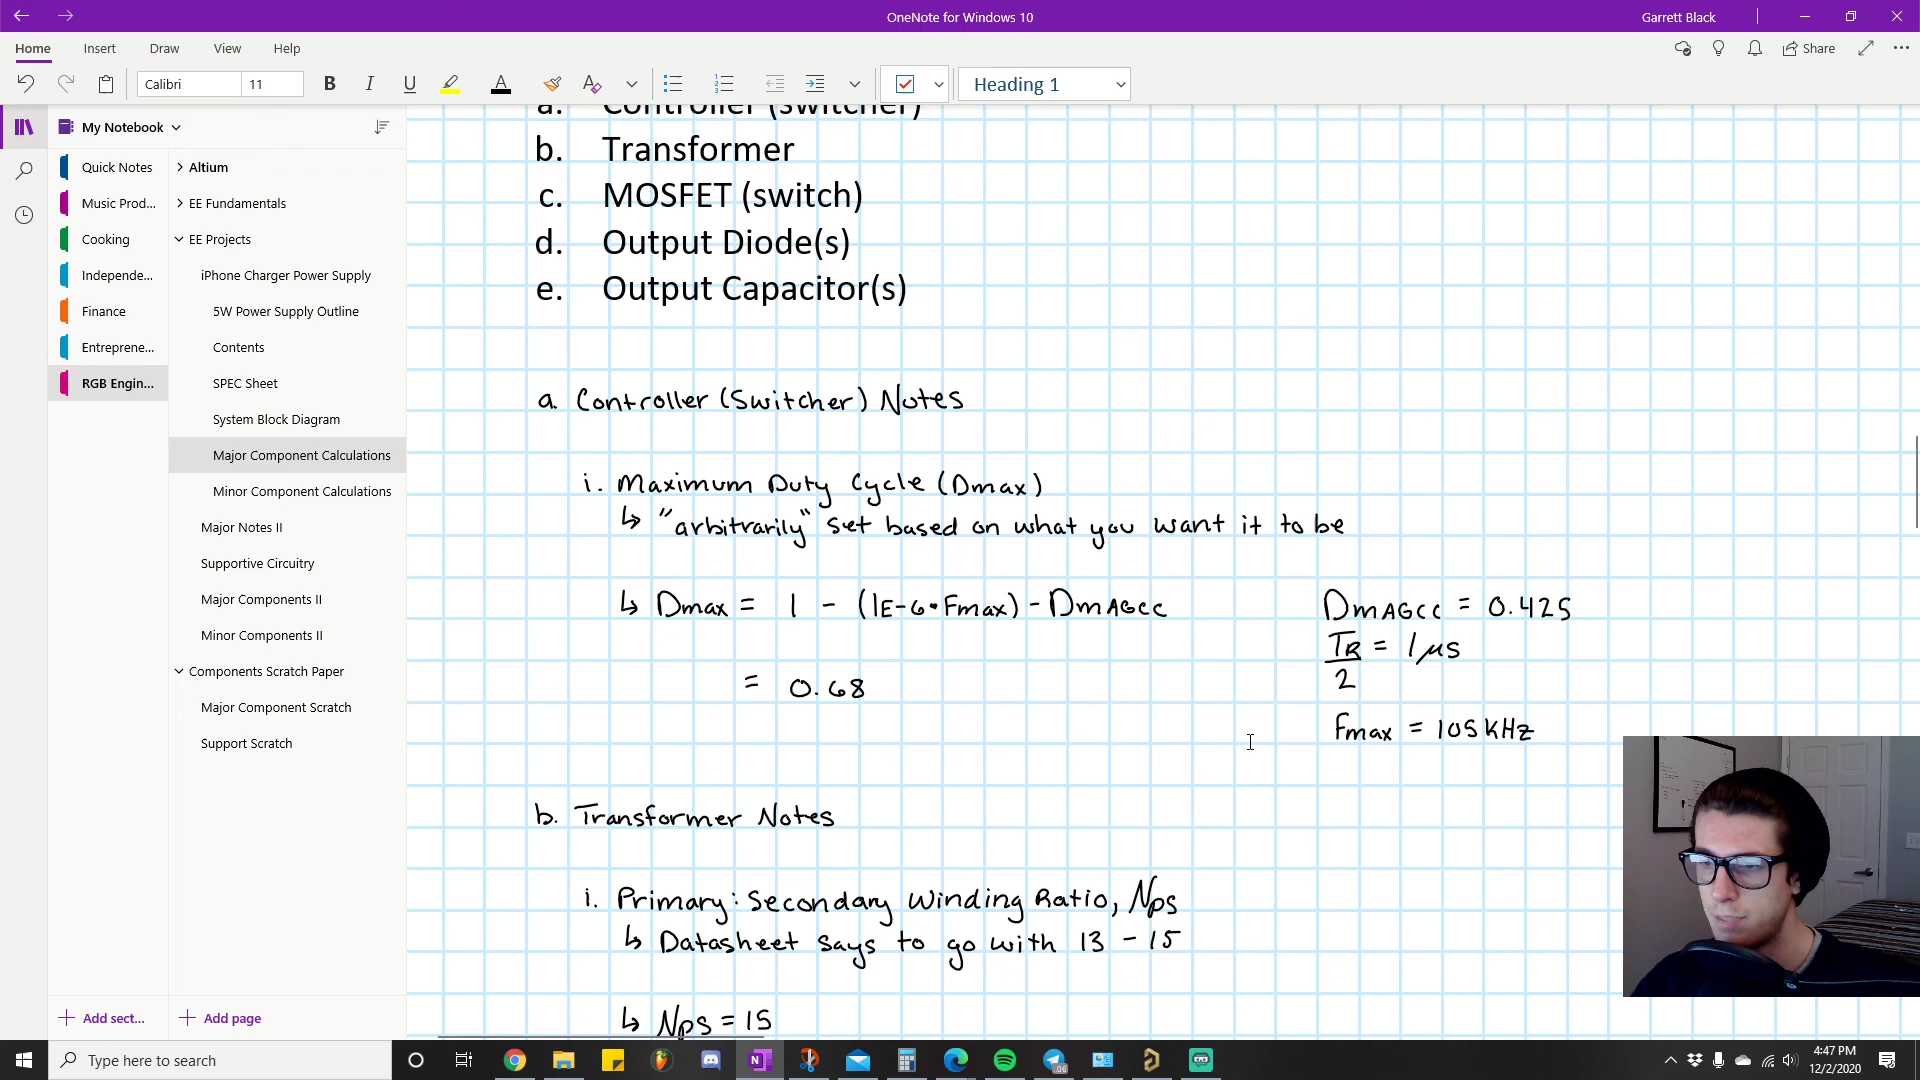 OneNote for Windows 10
Garrett Black
Home Insert Draw View Help
Share
Calibri 11 B I U A Heading 1
My Notebook
Quick Notes
Music Prod...
Cooking
Independe...
Finance
Entreprene...
RGB Engin...
Altium
EE Fundamentals
EE Projects
iPhone Charger Power Supply
5W Power Supply Outline
Contents
SPEC Sheet
System Block Diagram
Major Component Calculations
Minor Component Calculations
Major Notes II
Supportive Circuitry
Major Components II
Minor Components II
Components Scratch Paper
Major Component Scratch
Support Scratch
Add sect...
Add page
a. Controller (switcher)
b. Transformer
c. MOSFET (switch)
d. Output Diode(s)
e. Output Capacitor(s)
a. Controller (Switcher) Notes
i. Maximum Duty Cycle (Dmax)
↳ "arbitrarily" set based on what you want it to be
↳ Dmax = 1 - (1E-6•Fmax) - DMAGCC
= 0.68
DMAGCC = 0.425
TR = 1μs
2
Fmax = 105 KHz
b. Transformer Notes
i. Primary:Secondary Winding Ratio, Nps
↳ Datasheet says to go with 13 - 15
↳ Nps = 15
Type here to search
.06
4:47 PM
12/2/2020